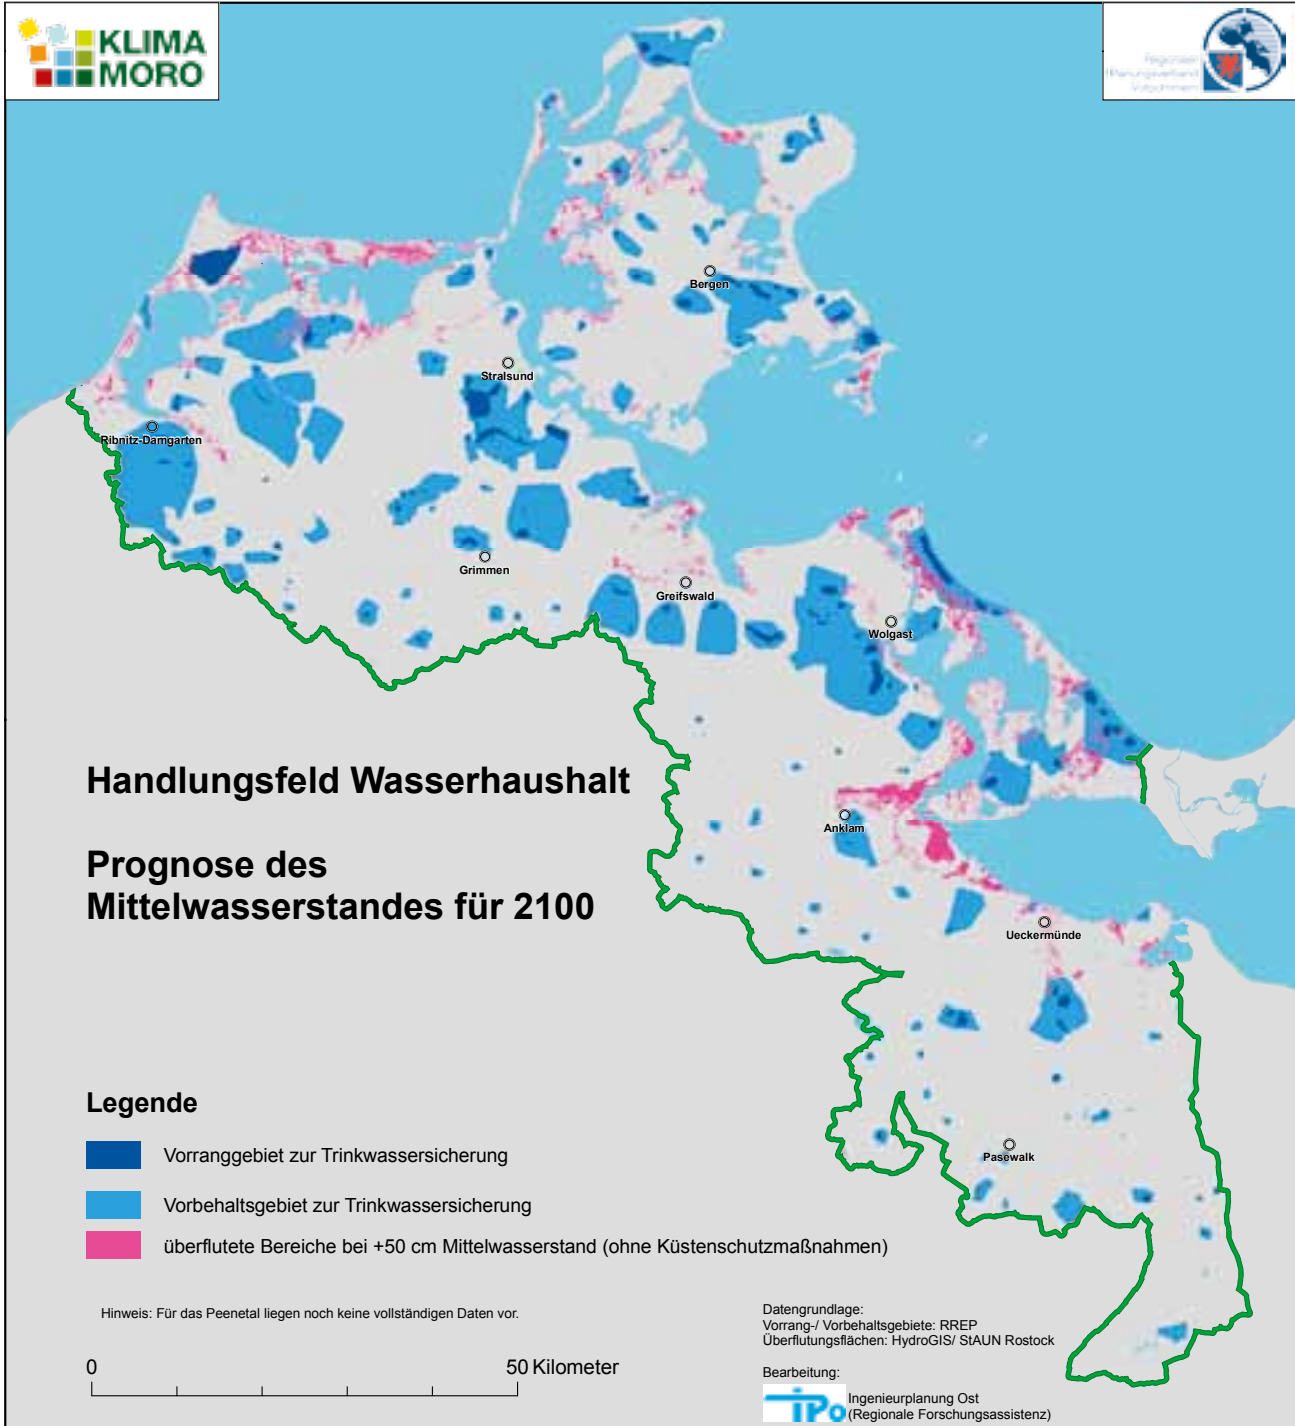 KLIMA
MORO
Regionaler
Planungsverband
Vorpommern
Bergen
Stralsund
Ribnitz-Damgarten
Grimmen
Greifswald
Wolgast
Anklam
Ueckermünde
Pasewalk
Handlungsfeld Wasserhaushalt
Prognose des
Mittelwasserstandes für 2100
Legende
Vorranggebiet zur Trinkwassersicherung
Vorbehaltsgebiet zur Trinkwassersicherung
überflutete Bereiche bei +50 cm Mittelwasserstand (ohne Küstenschutzmaßnahmen)
Hinweis: Für das Peenetal liegen noch keine vollständigen Daten vor.
0 50 Kilometer
Datengrundlage:
Vorrang-/ Vorbehaltsgebiete: RREP
Überflutungsflächen: HydroGIS/ StAUN Rostock
Bearbeitung:
iPo
Ingenieurplanung Ost
(Regionale Forschungsassistenz)